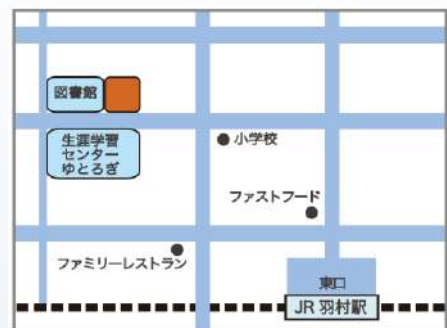 図書館
生涯学習
センター
ゆとろぎ
小学校
ファストフード
ファミリーレストラン
東口
JR 羽村駅